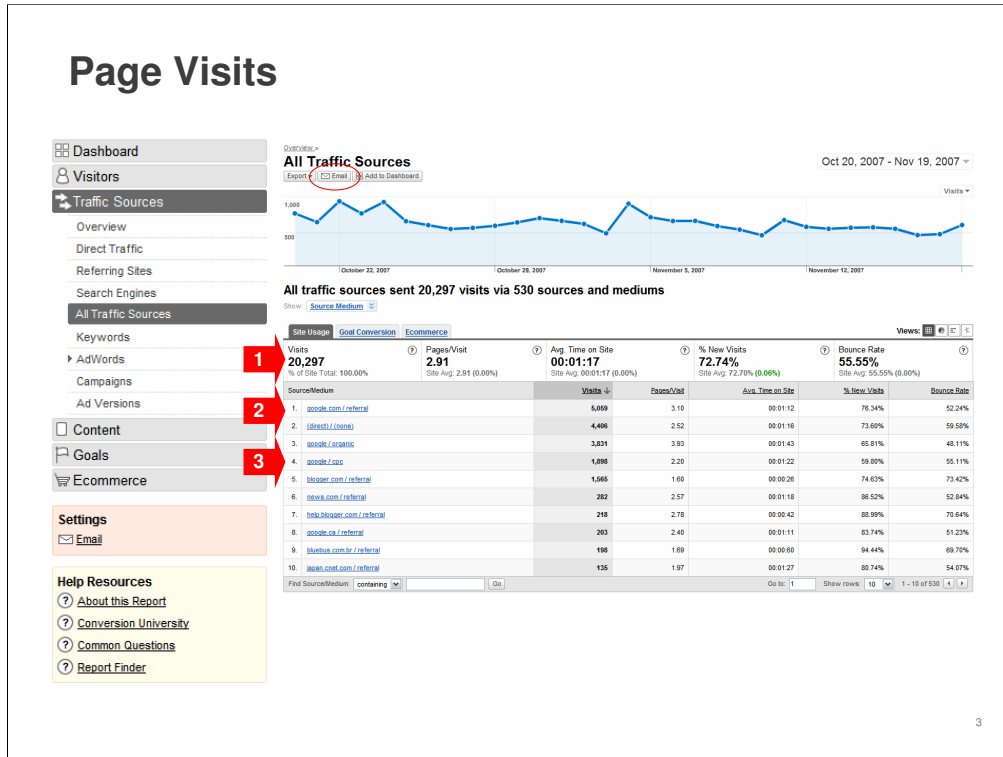 Page Visits
Dashboard
Visitors
Traffic Sources
Overview
Direct Traffic
Referring Sites
Search Engines
All Traffic Sources
Keywords
AdWords
Campaigns
Ad Versions
Content
Goals
Ecommerce
Settings
Email
Help Resources
? About this Report
? Conversion University
? Common Questions
? Report Finder
Overview »
All Traffic Sources
Oct 20, 2007 - Nov 19, 2007
Export Email Add to Dashboard
Visits
1,000
500
October 22, 2007 October 29, 2007 November 5, 2007 November 12, 2007
All traffic sources sent 20,297 visits via 530 sources and mediums
Show: Source Medium
Site Usage Goal Conversion Ecommerce Views:
1
Visits ? Pages/Visit ? Avg. Time on Site ? % New Visits ? Bounce Rate ?
20,297 2.91 00:01:17 72.74% 55.55%
% of Site Total: 100.00% Site Avg: 2.91 (0.00%) Site Avg: 00:01:17 (0.00%) Site Avg: 72.70% (0.06%) Site Avg: 55.55% (0.00%)
Source/Medium Visits ↓ Pages/Visit Avg. Time on Site % New Visits Bounce Rate
2
1. google.com / referral 5,059 3.10 00:01:12 76.34% 52.24%
2. (direct) / (none) 4,406 2.52 00:01:16 73.60% 59.58%
3. google / organic 3,831 3.93 00:01:43 65.81% 48.11%
3
4. google / cpc 1,898 2.20 00:01:22 59.80% 55.11%
5. blogger.com / referral 1,565 1.60 00:00:26 74.63% 73.42%
6. news.com / referral 282 2.57 00:01:18 86.52% 52.84%
7. help.blogger.com / referral 218 2.78 00:00:42 88.99% 70.64%
8. google.ca / referral 203 2.40 00:01:11 83.74% 51.23%
9. bluebus.com.br / referral 198 1.69 00:00:60 94.44% 69.70%
10. japan.cnet.com / referral 135 1.97 00:01:27 80.74% 54.07%
Find Source/Medium: containing Go Go to: 1 Show rows: 10 1 - 10 of 530
3